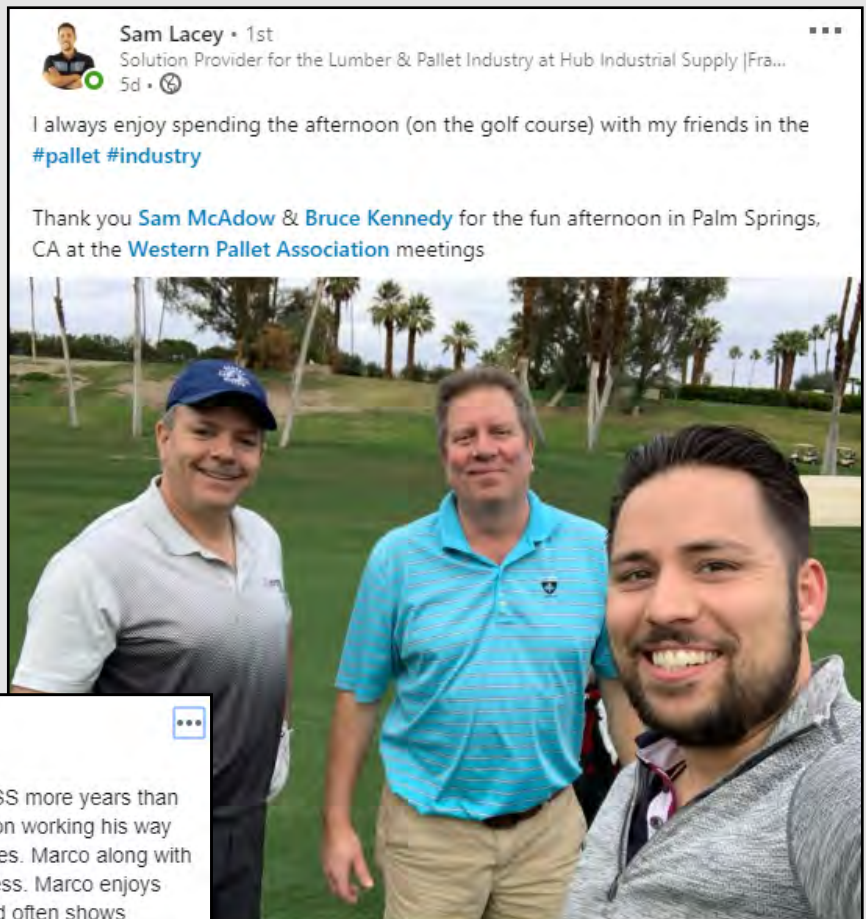 Sam Lacey • 1st
Solution Provider for the Lumber & Pallet Industry at Hub Industrial Supply |Fra...
5d •
I always enjoy spending the afternoon (on the golf course) with my friends in the
#pallet #industry
Thank you Sam McAdow & Bruce Kennedy for the fun afternoon in Palm Springs,
CA at the Western Pallet Association meetings
SS more years than
on working his way
es. Marco along with
ess. Marco enjoys
d often shows